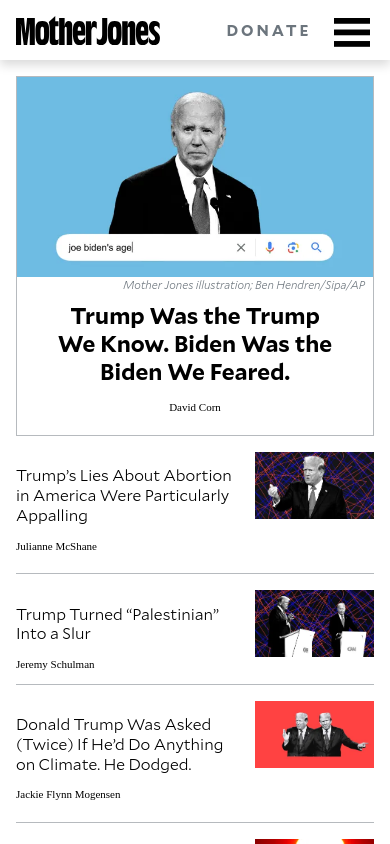 Mother Jones
DONATE
joe biden's age
Mother Jones illustration; Ben Hendren/Sipa/AP
Trump Was the Trump
We Know. Biden Was the
Biden We Feared.
David Corn
Trump’s Lies About Abortion
in America Were Particularly
Appalling
Julianne McShane
Trump Turned “Palestinian”
Into a Slur
Jeremy Schulman
Donald Trump Was Asked
(Twice) If He’d Do Anything
on Climate. He Dodged.
Jackie Flynn Mogensen